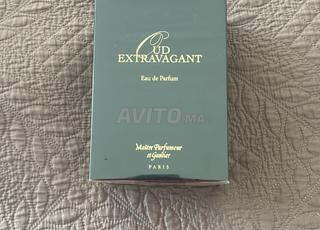 OUD
EXTRAVAGANT
Eau de Parfum
AVITO.MA
Maître Parfumeur
et Gantier
PARIS